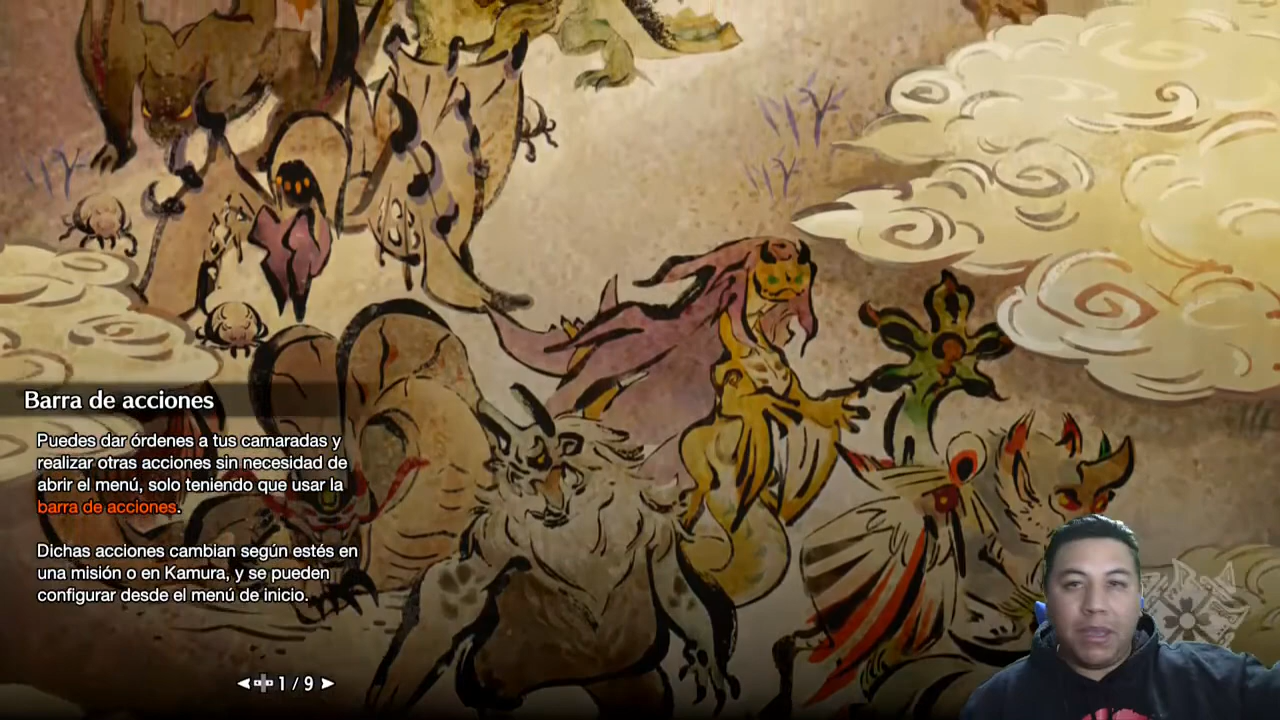 Barra de acciones
Puedes dar órdenes a tus camaradas y
realizar otras acciones sin necesidad de
abrir el menú, solo teniendo que usar la
barra de acciones.
Dichas acciones cambian según estés en
una misión o en Kamura, y se pueden
configurar desde el menú de inicio.
1 / 9